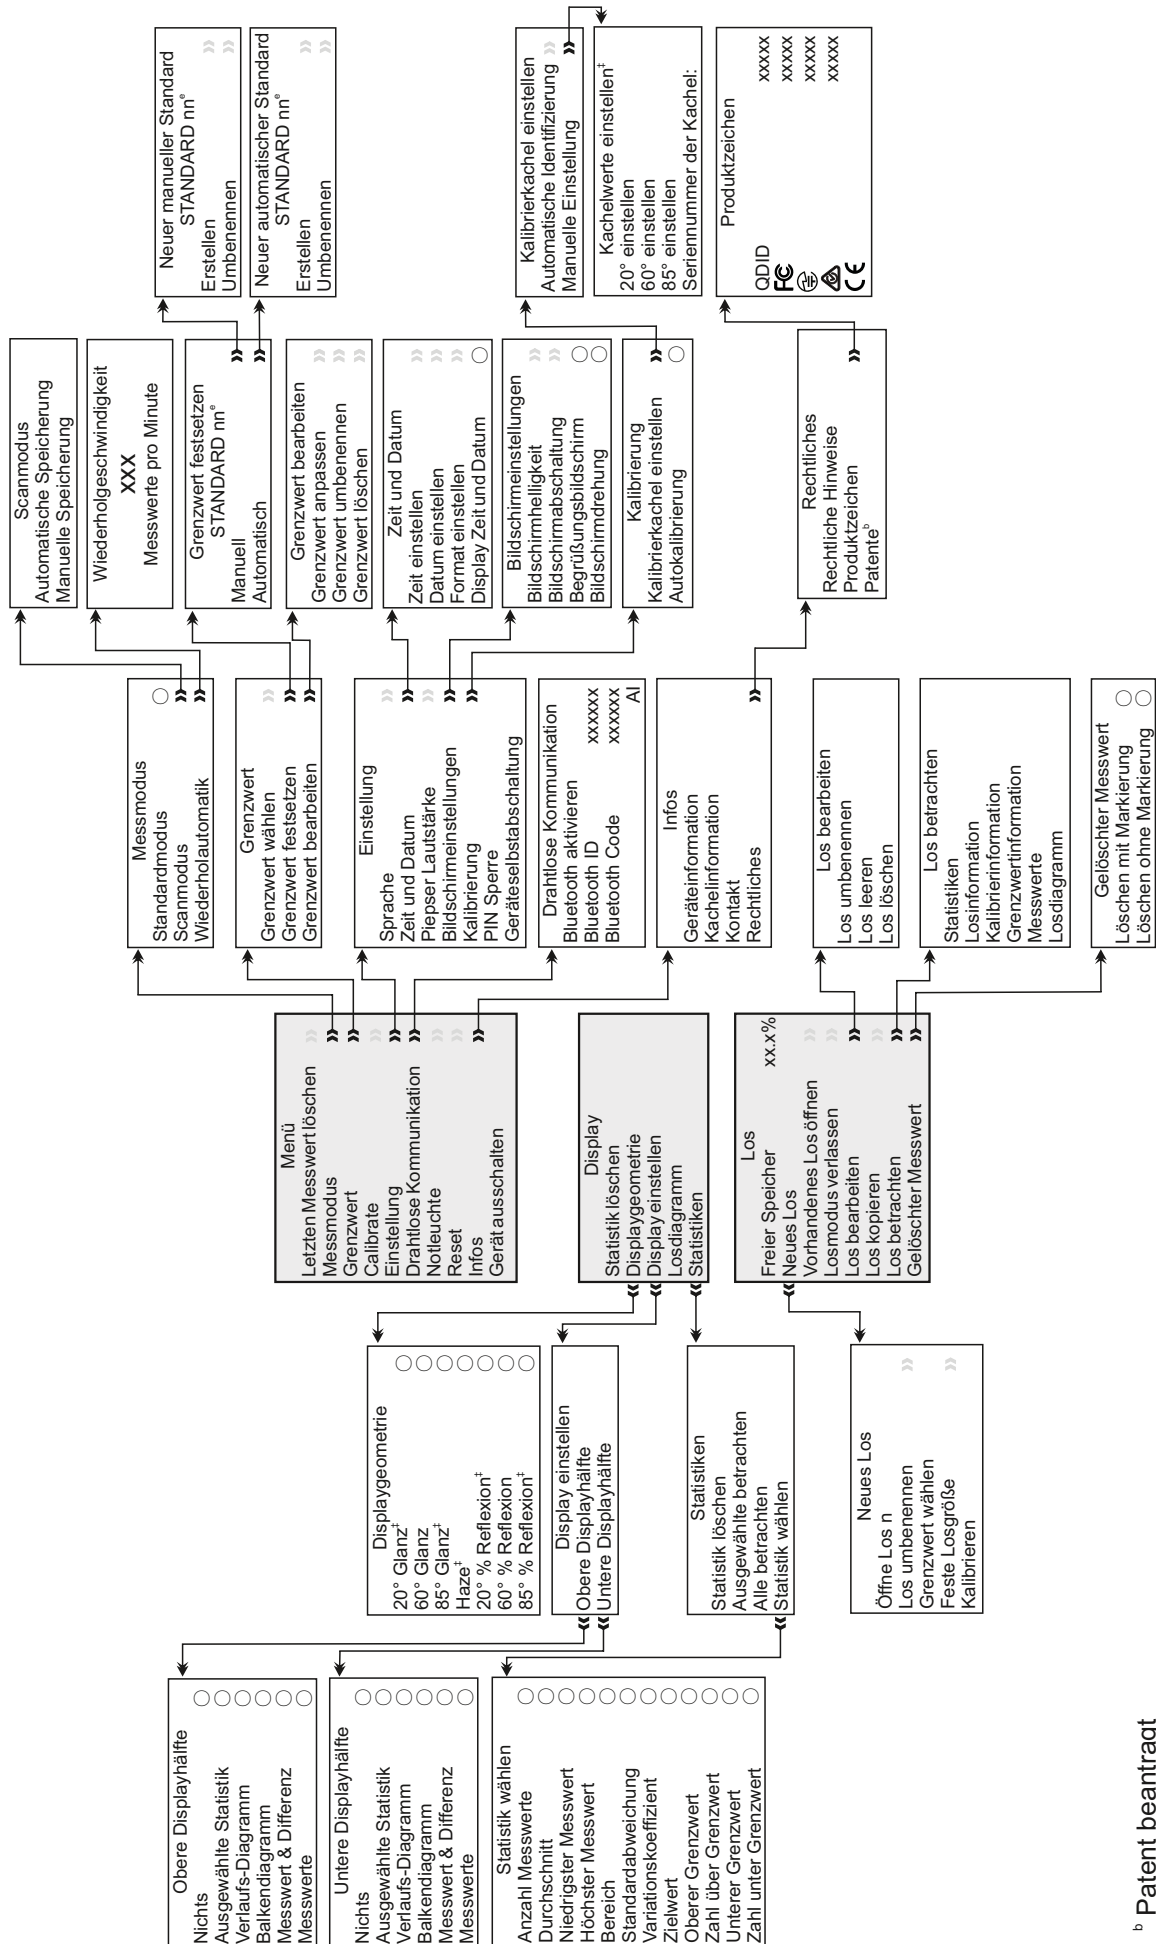 Obere Displayhälfte
Nichts
Ausgewählte Statistik
Verlaufs-Diagramm
Balkendiagramm
Messwert & Differenz
Messwerte
Untere Displayhälfte
Nichts
Ausgewählte Statistik
Verlaufs-Diagramm
Balkendiagramm
Messwert & Differenz
Messwerte
Statistik wählen
Anzahl Messwerte
Durchschnitt
Niedrigster Messwert
Höchster Messwert
Bereich
Standardabweichung
Variationskoeffizient
Zielwert
Oberer Grenzwert
Zahl über Grenzwert
Unterer Grenzwert
Zahl unter Grenzwert
Displaygeometrie
20° Glanz‡
60° Glanz
85° Glanz‡
Haze‡
20° % Reflexion‡
60° % Reflexion
85° % Reflexion‡
Display einstellen
Obere Displayhälfte
Untere Displayhälfte
Statistiken
Statistik löschen
Ausgewählte betrachten
Alle betrachten
Statistik wählen
Neues Los
Öffne Los n
Los umbenennen
Grenzwert wählen
Feste Losgröße
Kalibrieren
Menü
Letzten Messwert löschen
Messmodus
Grenzwert
Calibrate
Einstellung
Drahtlose Kommunikation
Notleuchte
Reset
Infos
Gerät ausschalten
Display
Statistik löschen
Displaygeometrie
Display einstellen
Losdiagramm
Statistiken
Los
Freier Speicher xx.x%
Neues Los
Vorhandenes Los öffnen
Losmodus verlassen
Los bearbeiten
Los kopieren
Los betrachten
Gelöschter Messwert
Messmodus
Standardmodus
Scanmodus
Wiederholautomatik
Grenzwert
Grenzwert wählen
Grenzwert festsetzen
Grenzwert bearbeiten
Einstellung
Sprache
Zeit und Datum
Piepser Lautstärke
Bildschirmeinstellungen
Kalibrierung
PIN Sperre
Geräteselbstabschaltung
Drahtlose Kommunikation
Bluetooth aktivieren
Bluetooth ID xxxxxx
Bluetooth Code xxxxxx
AI
Infos
Geräteinformation
Kachelinformation
Kontakt
Rechtliches
Los bearbeiten
Los umbenennen
Los leeren
Los löschen
Los betrachten
Statistiken
Losinformation
Kalibrierinformation
Grenzwertinformation
Messwerte
Losdiagramm
Gelöschter Messwert
Löschen mit Markierung
Löschen ohne Markierung
Scanmodus
Automatische Speicherung
Manuelle Speicherung
Wiederholgeschwindigkeit
XXX
Messwerte pro Minute
Grenzwert festsetzen
STANDARD nnᵉ
Manuell
Automatisch
Grenzwert bearbeiten
Grenzwert anpassen
Grenzwert umbenennen
Grenzwert löschen
Zeit und Datum
Zeit einstellen
Datum einstellen
Format einstellen
Display Zeit und Datum
Bildschirmeinstellungen
Bildschirmhelligkeit
Bildschirmabschaltung
Begrüßungsbildschirm
Bildschirmdrehung
Kalibrierung
Kalibrierkachel einstellen
Autokalibrierung
Rechtliches
Rechtliche Hinweise
Produktzeichen
Patenteᵇ
Neuer manueller Standard
STANDARD nnᵉ
Erstellen
Umbenennen
Neuer automatischer Standard
STANDARD nnᵉ
Erstellen
Umbenennen
Kalibrierkachel einstellen
Automatische Identifizierung
Manuelle Einstellung
Kachelwerte einstellen‡
20° einstellen
60° einstellen
85° einstellen
Seriennummer der Kachel:
Produktzeichen
QDID xxxxx
FC xxxxx
xxxxx
CE xxxxx
ᵇ Patent beantragt